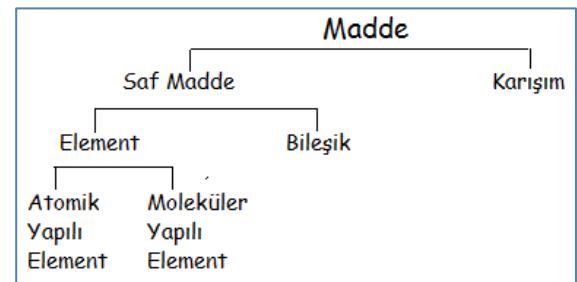 Madde
Saf Madde Karışım
Element Bileşik
Atomik Moleküler
Yapılı Yapılı
Element Element